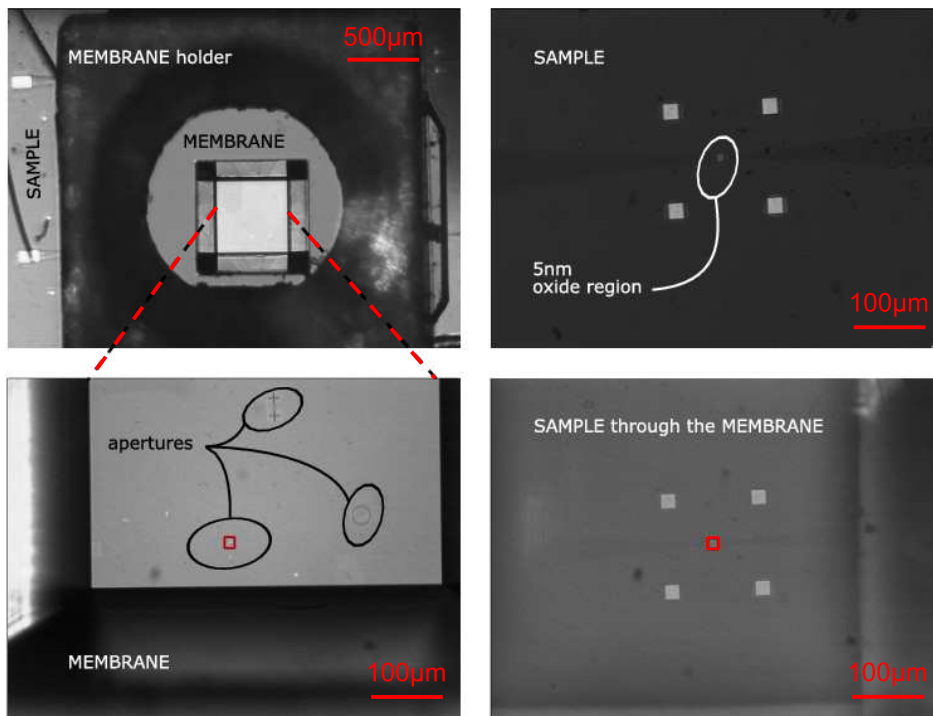 500µm
MEMBRANE holder
MEMBRANE
SAMPLE
SAMPLE
5nm
oxide region
100µm
apertures
MEMBRANE
100µm
SAMPLE through the MEMBRANE
100µm